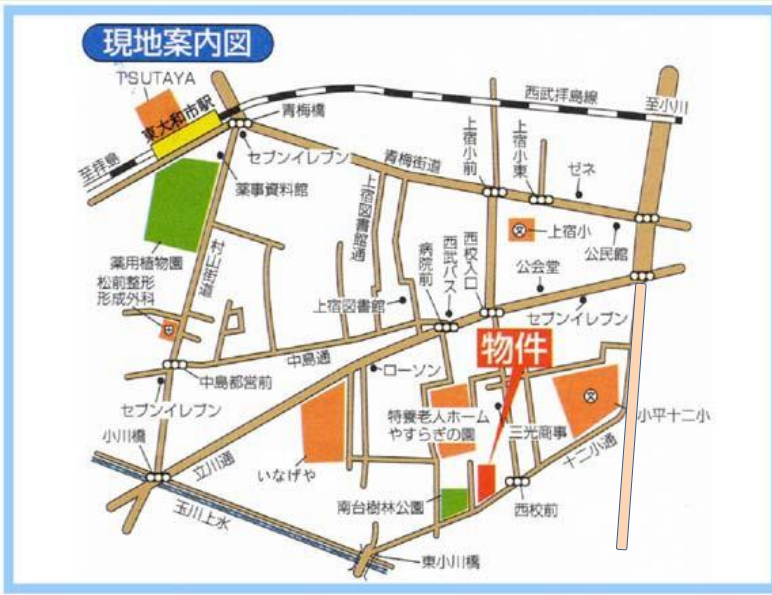 現地案内図
TSUTAYA
東大和市駅
至拝島
青梅橋
西武拝島線
至小川
セブンイレブン
青梅街道
上宿小前
上宿小東
ゼネ
薬事資料館
上宿図書館通
上宿小
公民館
薬用植物園
村山街道
松前整形
形成外科
病院前
西武バス
西校入口
公会堂
上宿図書館
セブンイレブン
物件
中島通
中島都営前
ローソン
セブンイレブン
特養老人ホーム
やすらぎの園
三光商事
小平十二小
小川橋
立川通
いなげや
十二小通
玉川上水
南台樹林公園
西校前
東小川橋